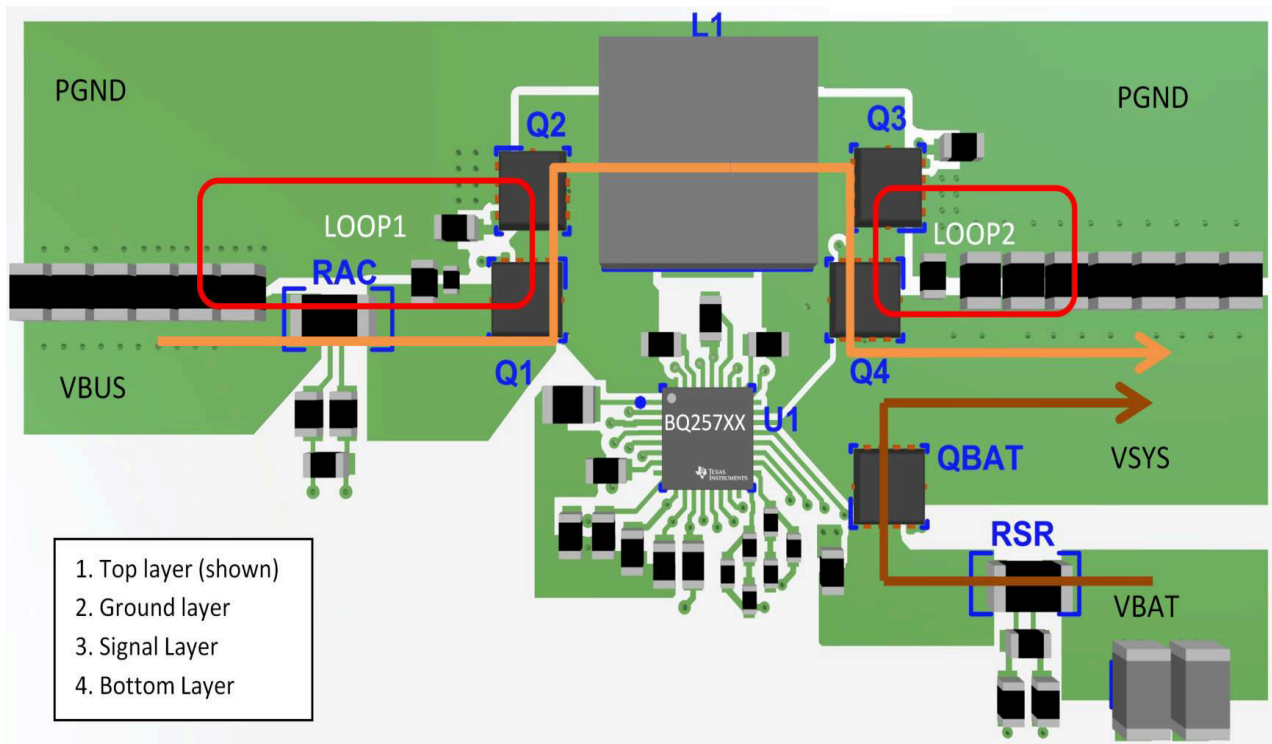 L1
PGND
PGND
Q2
Q3
LOOP1
LOOP2
RAC
VBUS
Q1
Q4
BQ257XX
U1
TEXAS
INSTRUMENTS
QBAT
VSYS
RSR
VBAT
1. Top layer (shown)
2. Ground layer
3. Signal Layer
4. Bottom Layer